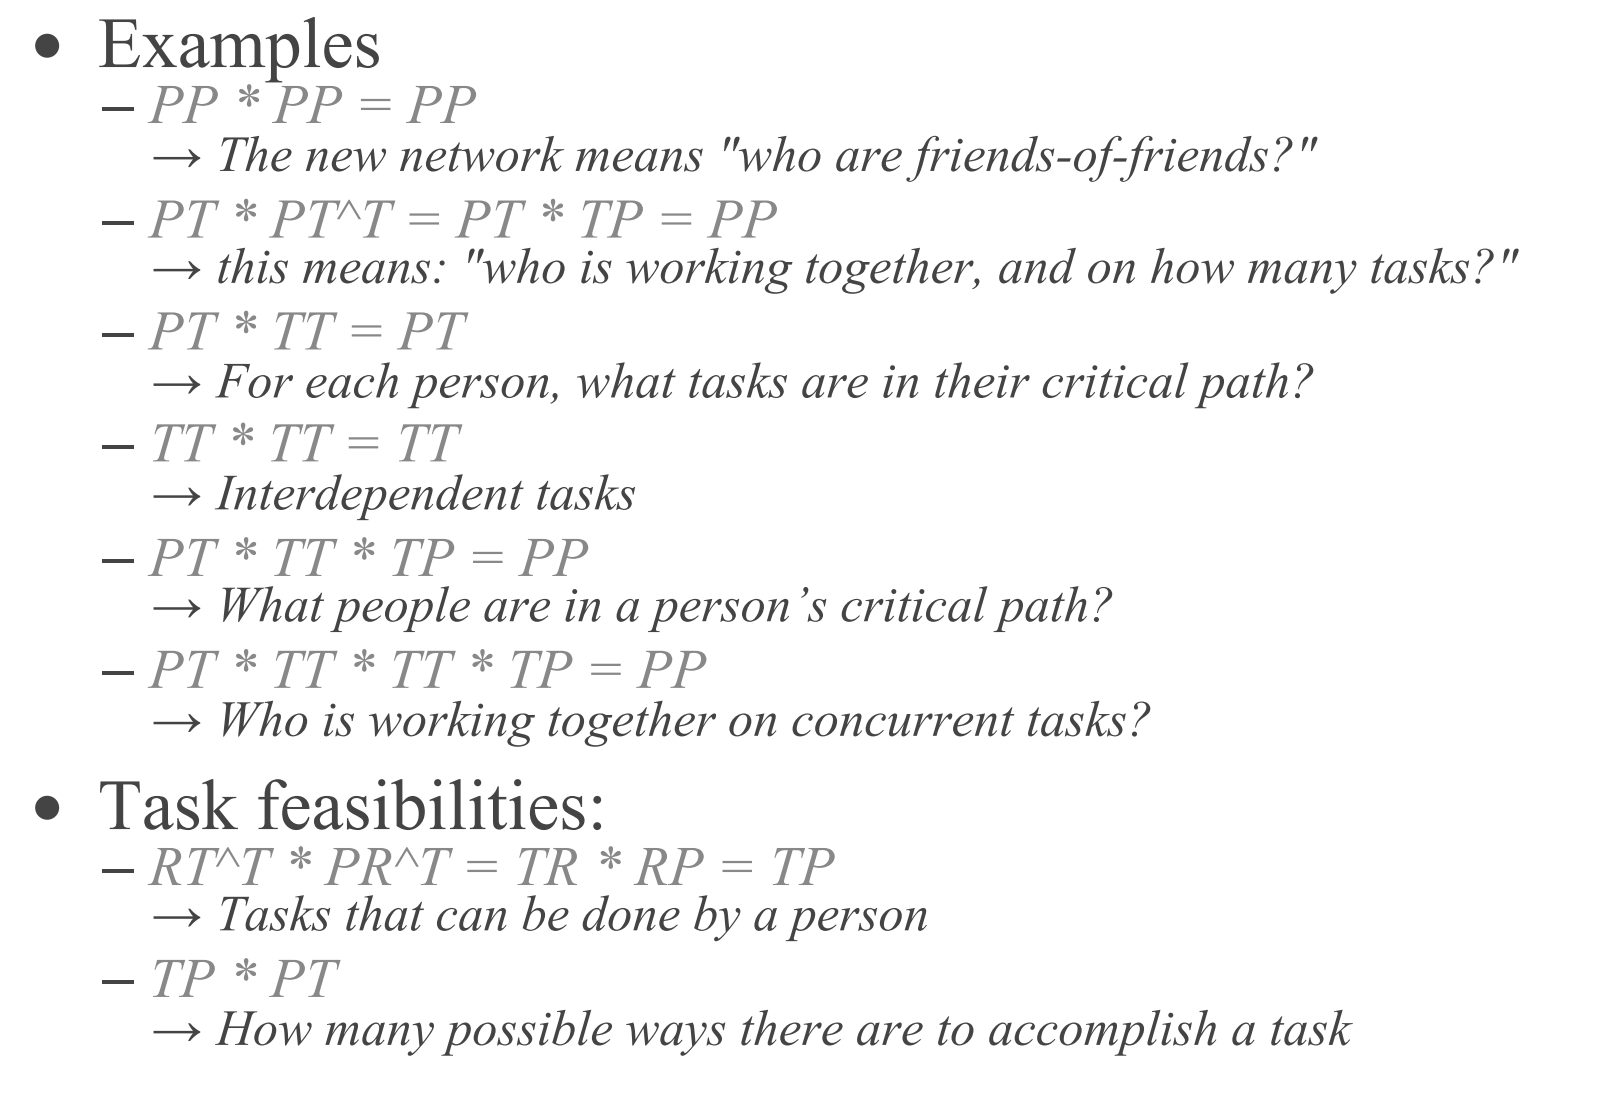 • Examples
– PP * PP = PP
→ The new network means "who are friends-of-friends?"
– PT * PT^T = PT * TP = PP
→ this means: "who is working together, and on how many tasks?"
– PT * TT = PT
→ For each person, what tasks are in their critical path?
– TT * TT = TT
→ Interdependent tasks
– PT * TT * TP = PP
→ What people are in a person’s critical path?
– PT * TT * TT * TP = PP
→ Who is working together on concurrent tasks?
• Task feasibilities:
– RT^T * PR^T = TR * RP = TP
→ Tasks that can be done by a person
– TP * PT
→ How many possible ways there are to accomplish a task